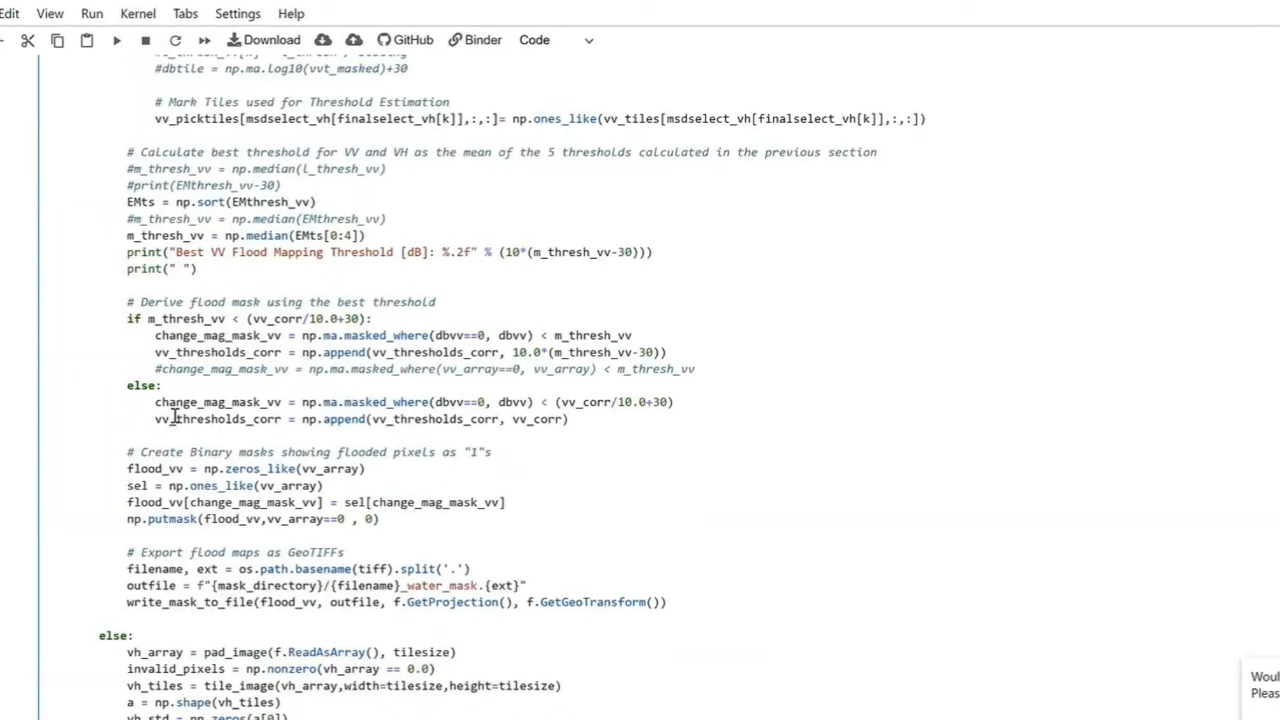 Edit View Run Kernel Tabs Settings Help
Download GitHub Binder Code
#dbtile = np.ma.log10(vvt_masked)+30
# Mark Tiles used for Threshold Estimation
vv_picktiles[msdselect_vh[finalselect_vh[k]],:,:]= np.ones_like(vv_tiles[msdselect_vh[finalselect_vh[k]],:,:])
# Calculate best threshold for VV and VH as the mean of the 5 thresholds calculated in the previous section
#m_thresh_vv = np.median(l_thresh_vv)
#print(EMthresh_vv-30)
EMts = np.sort(EMthresh_vv)
#m_thresh_vv = np.median(EMthresh_vv)
m_thresh_vv = np.median(EMts[0:4])
print("Best VV Flood Mapping Threshold [dB]: %.2f" % (10*(m_thresh_vv-30)))
print(" ")
# Derive flood mask using the best threshold
if m_thresh_vv < (vv_corr/10.0+30):
change_mag_mask_vv = np.ma.masked_where(dbvv==0, dbvv) < m_thresh_vv
vv_thresholds_corr = np.append(vv_thresholds_corr, 10.0*(m_thresh_vv-30))
#change_mag_mask_vv = np.ma.masked_where(vv_array==0, vv_array) < m_thresh_vv
else:
change_mag_mask_vv = np.ma.masked_where(dbvv==0, dbvv) < (vv_corr/10.0+30)
vv_thresholds_corr = np.append(vv_thresholds_corr, vv_corr)
# Create Binary masks showing flooded pixels as "1"s
flood_vv = np.zeros_like(vv_array)
sel = np.ones_like(vv_array)
flood_vv[change_mag_mask_vv] = sel[change_mag_mask_vv]
np.putmask(flood_vv,vv_array==0 , 0)
# Export flood maps as GeoTIFFs
filename, ext = os.path.basename(tiff).split('.')
outfile = f"{mask_directory}/{filename}_water_mask.{ext}"
write_mask_to_file(flood_vv, outfile, f.GetProjection(), f.GetGeoTransform())
else:
vh_array = pad_image(f.ReadAsArray(), tilesize)
invalid_pixels = np.nonzero(vh_array == 0.0)
vh_tiles = tile_image(vh_array,width=tilesize,height=tilesize)
a = np.shape(vh_tiles)
vh_std = np.zeros(a[0])
Woul
Pleas